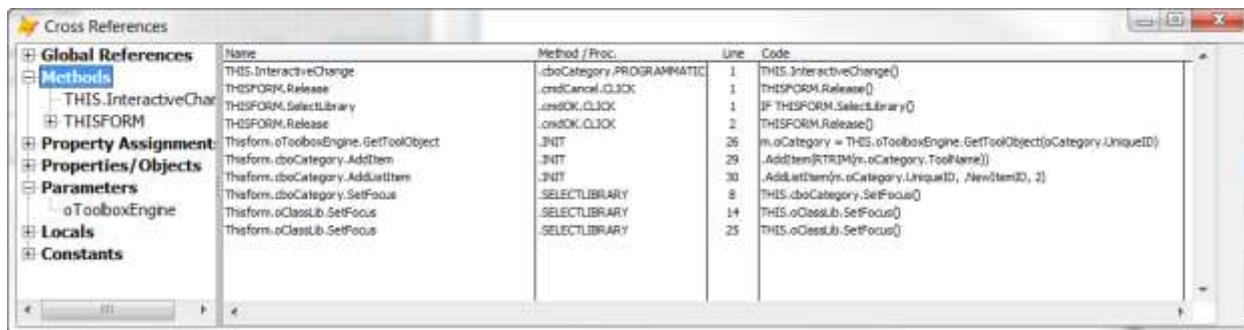 Cross References
Global References
Methods
THIS.InteractiveChar
THISFORM
Property Assignment:
Properties/Objects
Parameters
oToolboxEngine
Locals
Constants
Name Method / Proc. Line Code
THIS.InteractiveChange .cboCategory.PROGRAMMATIC 1 THIS.InteractiveChange()
THISFORM.Release .cmdCancel.CLICK 1 THISFORM.Release()
THISFORM.SelectLibrary .cmdOK.CLICK 1 IF THISFORM.SelectLibrary()
THISFORM.Release .cmdOK.CLICK 2 THISFORM.Release()
Thisform.oToolboxEngine.GetToolObject .INIT 26 m.oCategory = THIS.oToolboxEngine.GetToolObject(oCategory.UniqueID)
Thisform.cboCategory.AddItem .INIT 29 .AddItem(RTRIM(m.oCategory.ToolName))
Thisform.cboCategory.AddListItem .INIT 30 .AddListItem(m.oCategory.UniqueID, .NewItemID, 2)
Thisform.cboCategory.SetFocus .SELECTLIBRARY 8 THIS.cboCategory.SetFocus()
Thisform.oClassLib.SetFocus .SELECTLIBRARY 14 THIS.oClassLib.SetFocus()
Thisform.oClassLib.SetFocus .SELECTLIBRARY 25 THIS.oClassLib.SetFocus()